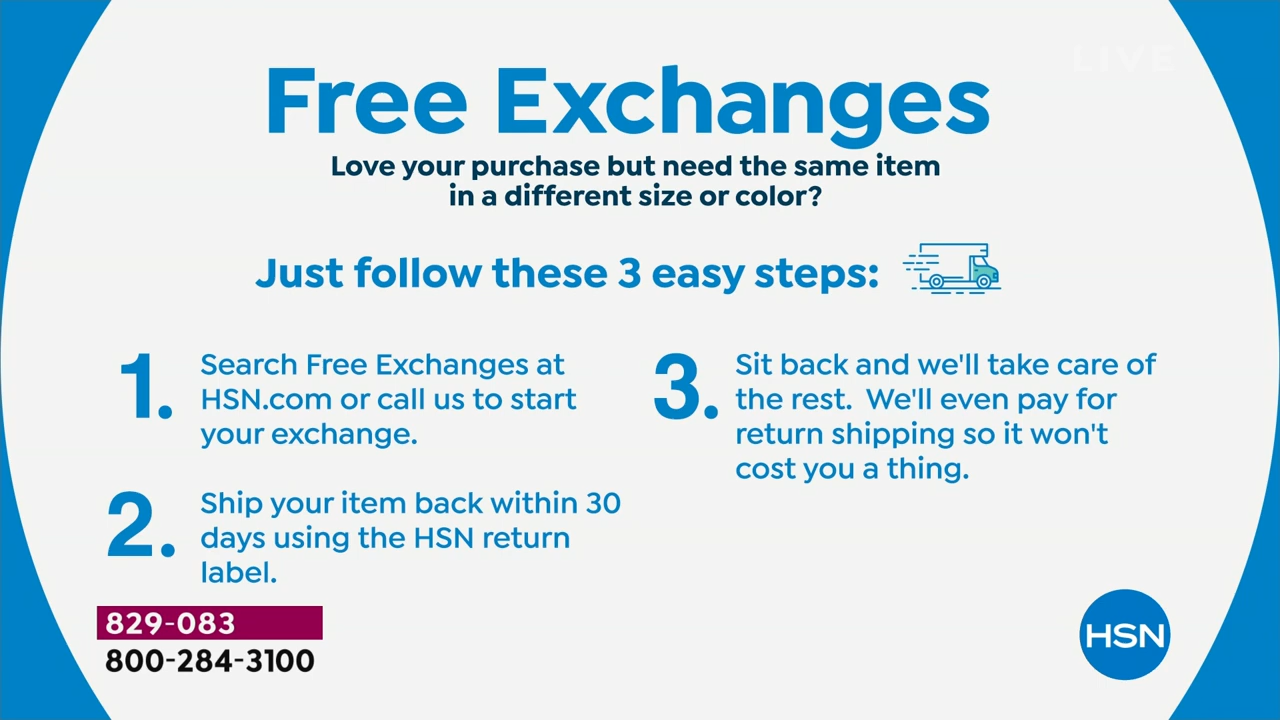 LIVE
Free Exchanges
Love your purchase but need the same item
in a different size or color?
Just follow these 3 easy steps:
1. Search Free Exchanges at
HSN.com or call us to start
your exchange.
2. Ship your item back within 30
days using the HSN return
label.
3. Sit back and we'll take care of
the rest.  We'll even pay for
return shipping so it won't
cost you a thing.
829-083
800-284-3100
HSN